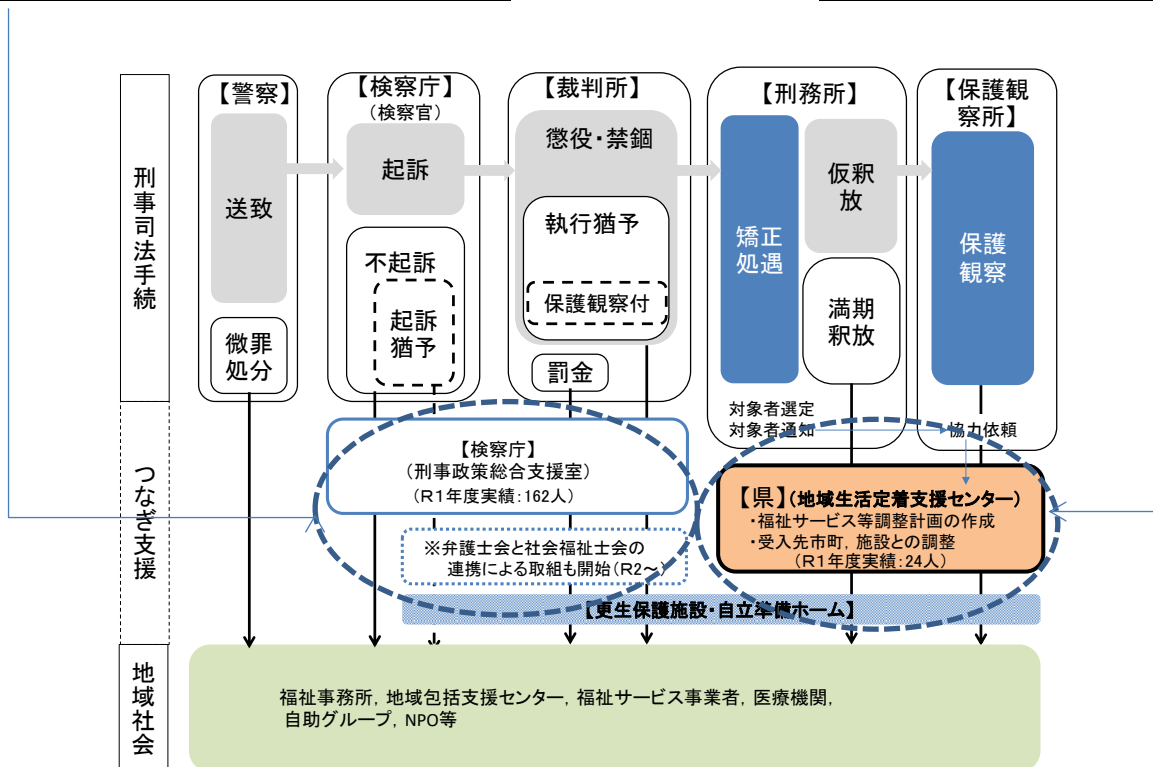 刑事司法手続
【警察】
送致
微罪
処分
【検察庁】
(検察官)
起訴
不起訴
起訴
猶予
【裁判所】
懲役・禁錮
執行猶予
保護観察付
罰金
【刑務所】
矯正
処遇
仮釈
放
満期
釈放
対象者選定
対象者通知
【保護観
察所】
保護
観察
協力依頼
つなぎ支援
【検察庁】
(刑事政策総合支援室)
(R1年度実績:162人)
※弁護士会と社会福祉士会の
連携による取組も開始(R2~)
【県】(地域生活定着支援センター)
・福祉サービス等調整計画の作成
・受入先市町,施設との調整
(R1年度実績:24人)
【更生保護施設・自立準備ホーム】
地域社会
福祉事務所,地域包括支援センター,福祉サービス事業者,医療機関,
自助グループ,NPO等